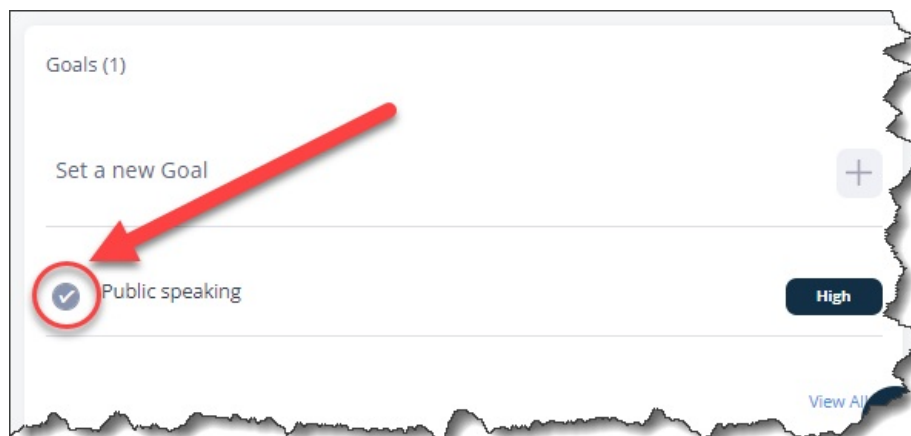 Goals (1)
Set a new Goal
Public speaking
High
View All